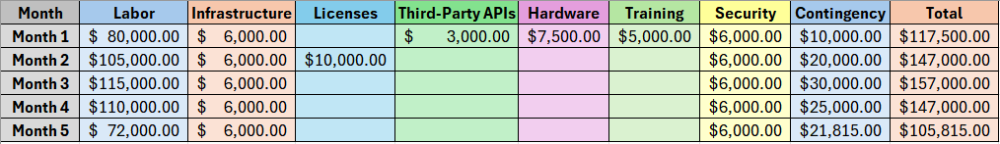 Month Labor Infrastructure Licenses Third-Party APIs Hardware Training Security Contingency Total
Month 1 $ 80,000.00 $ 6,000.00 $ 3,000.00 $7,500.00 $5,000.00 $6,000.00 $10,000.00 $117,500.00
Month 2 $105,000.00 $ 6,000.00 $10,000.00 $6,000.00 $20,000.00 $147,000.00
Month 3 $115,000.00 $ 6,000.00 $6,000.00 $30,000.00 $157,000.00
Month 4 $110,000.00 $ 6,000.00 $6,000.00 $25,000.00 $147,000.00
Month 5 $ 72,000.00 $ 6,000.00 $6,000.00 $21,815.00 $105,815.00